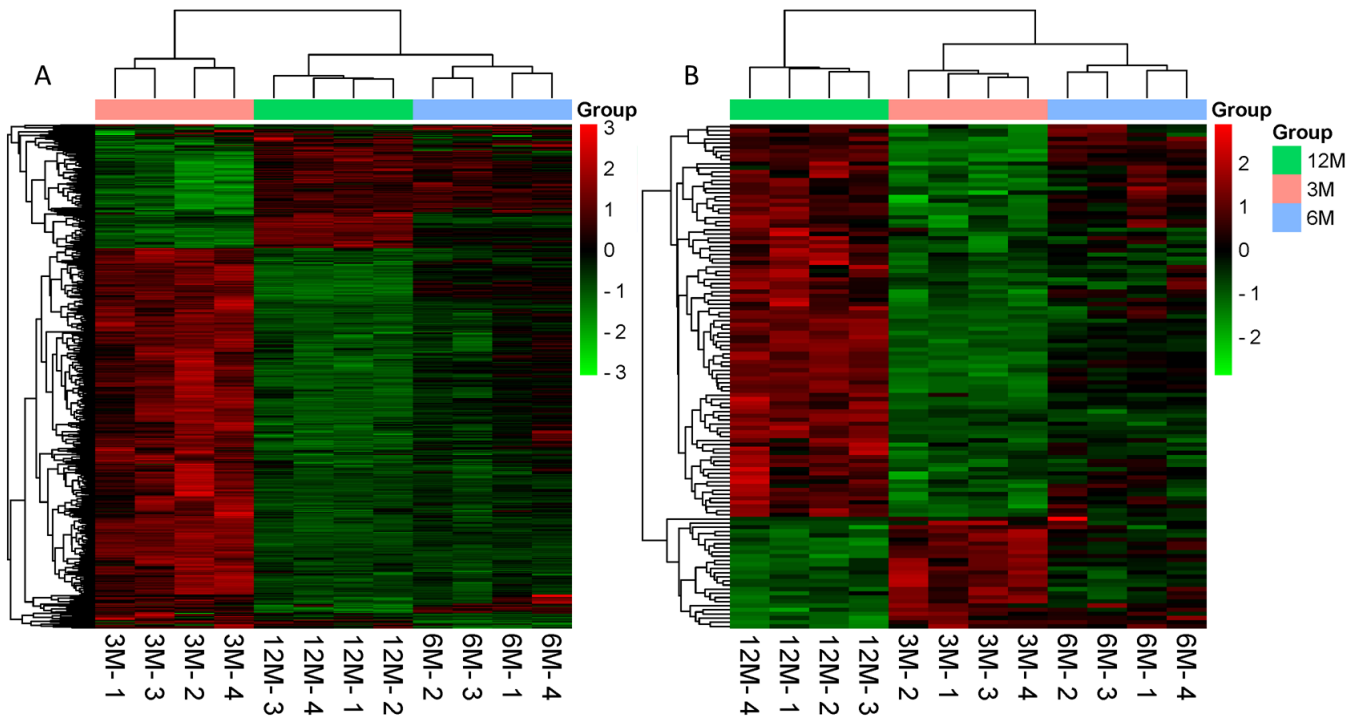 A
Group
3
2
1
0
- 1
- 2
- 3
3M- 1
3M- 3
3M- 2
3M- 4
12M- 3
12M- 4
12M- 1
12M- 2
6M- 2
6M- 3
6M- 1
6M- 4
B
Group
2
1
0
- 1
- 2
Group
12M
3M
6M
12M- 4
12M- 1
12M- 2
12M- 3
3M- 2
3M- 1
3M- 3
3M- 4
6M- 2
6M- 3
6M- 1
6M- 4